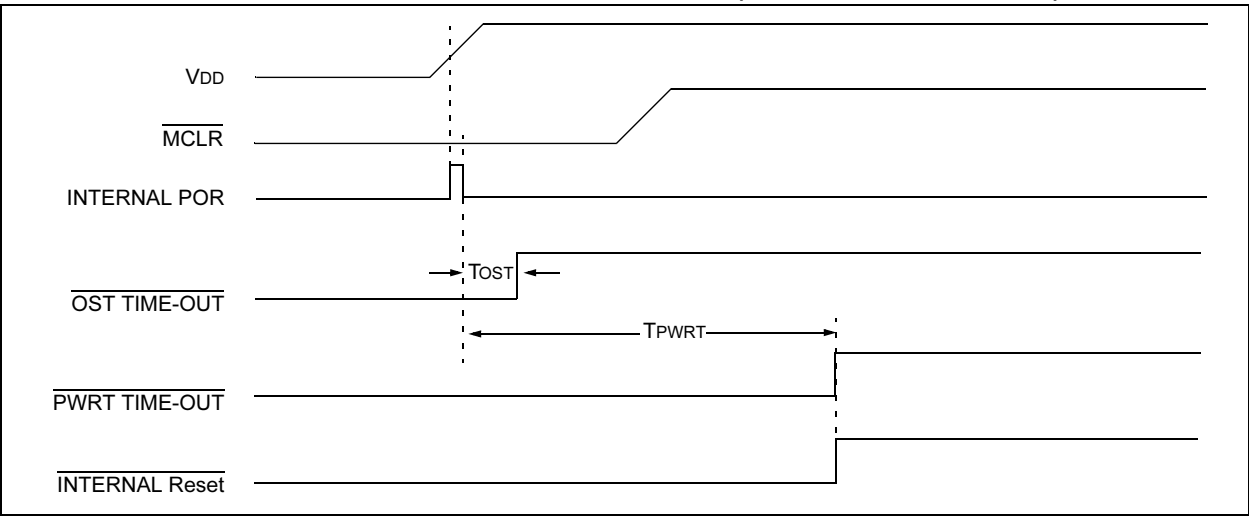 VDD
MCLR
INTERNAL POR
TOST
OST TIME-OUT
TPWRT
PWRT TIME-OUT
INTERNAL Reset